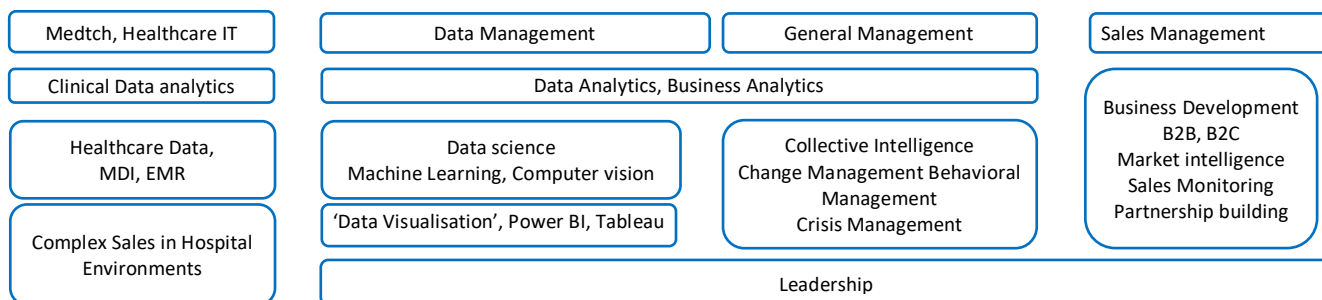 Medtch, Healthcare IT
Data Management
General Management
Sales Management
Clinical Data analytics
Data Analytics, Business Analytics
Healthcare Data,
MDI, EMR
Data science
Machine Learning, Computer vision
Collective Intelligence
Change Management Behavioral
Management
Crisis Management
Business Development
B2B, B2C
Market intelligence
Sales Monitoring
Partnership building
Complex Sales in Hospital
Environments
‘Data Visualisation’, Power BI, Tableau
Leadership